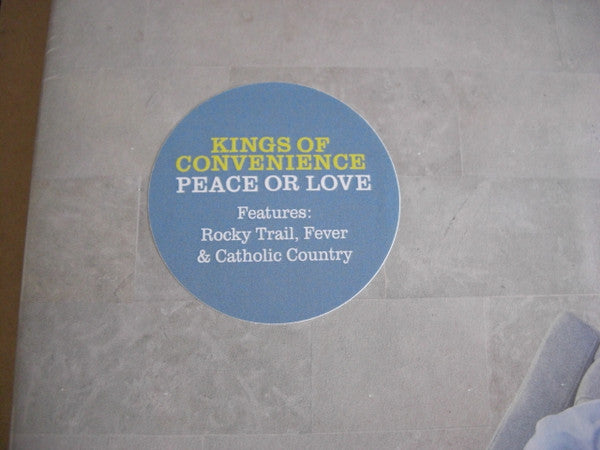 KINGS OF
CONVENIENCE
PEACE OR LOVE
Features:
Rocky Trail, Fever
& Catholic Country